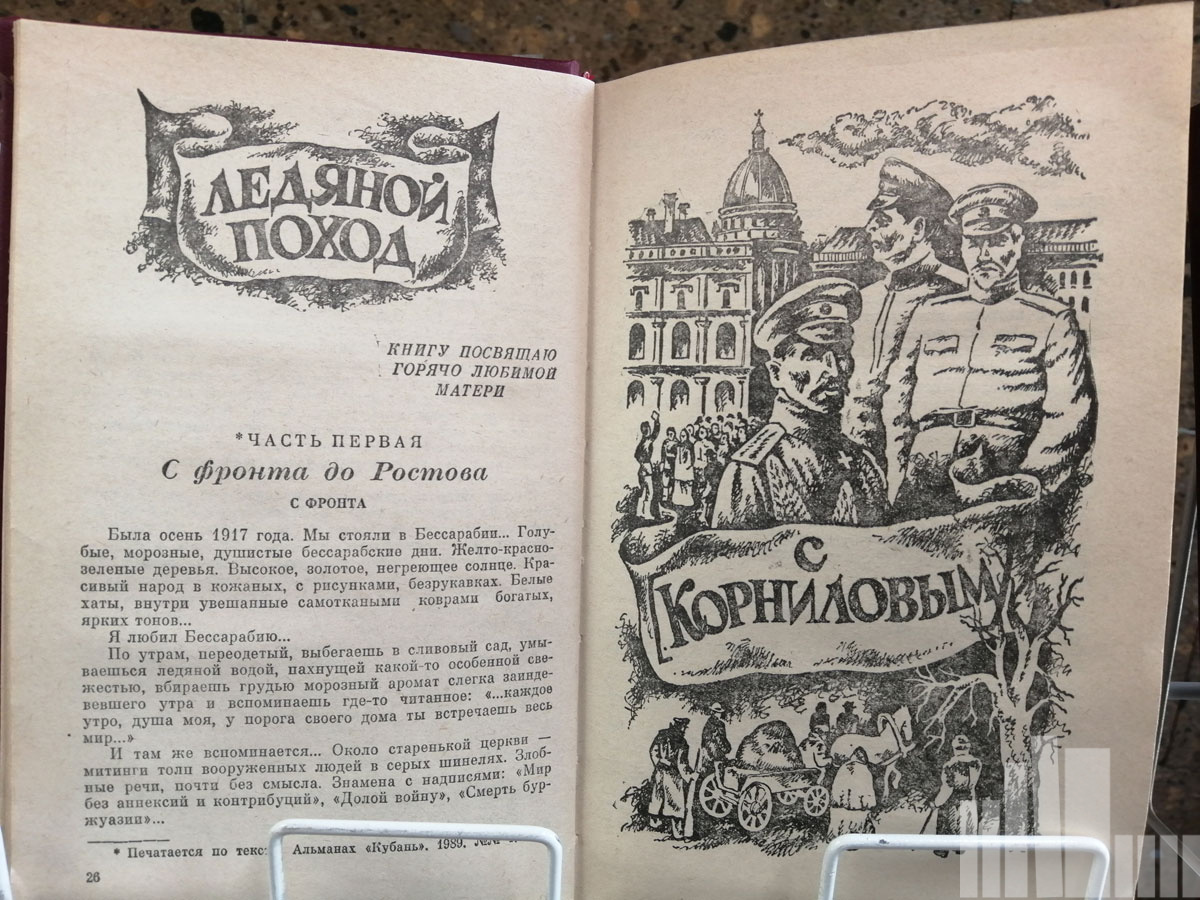 ЛЕДЯНОЙ
ПОХОД
КНИГУ ПОСВЯЩАЮ
ГОРЯЧО ЛЮБИМОЙ
МАТЕРИ
*ЧАСТЬ ПЕРВАЯ
С фронта до Ростова
С ФРОНТА
Была осень 1917 года. Мы стояли в Бессарабии... Голу-
бые, морозные, душистые бессарабские дни. Желто-красно-
зеленые деревья. Высокое, золотое, негреющее солнце. Кра-
сивый народ в кожаных, с рисунками, безрукавках. Белые
хаты, внутри увешанные самоткаными коврами богатых,
ярких тонов...
Я любил Бессарабию...
По утрам, переодетый, выбегаешь в сливовый сад, умы-
ваешься ледяной водой, пахнущей какой-то особенной све-
жестью, вбираешь грудью морозный аромат слегка заинде-
вевшего утра и вспоминаешь где-то читанное: «...каждое
утро, душа моя, у порога своего дома ты встречаешь весь
мир...»
И там же вспоминается... Около старенькой церкви —
митинги толп вооруженных людей в серых шинелях. Злоб-
ные речи, почти без смысла. Знамена с надписями: «Мир
без аннексий и контрибуций», «Долой войну», «Смерть бур-
жуазии»...
* Печатается по Альманах «Кубань». 1989,
26
С
КОРНИЛОВЫМ